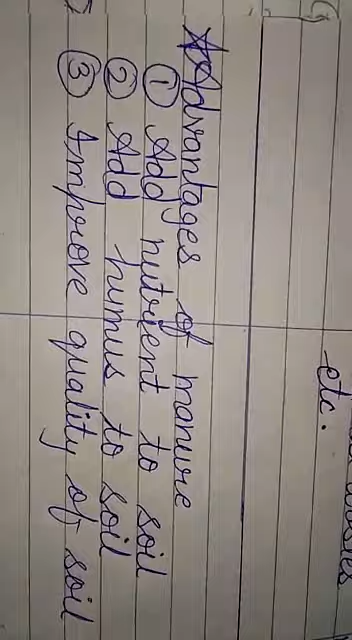 etc.
*Advantages of manure
① Add nutrient to soil
② Add humus to soil
③ Improve quality of soil